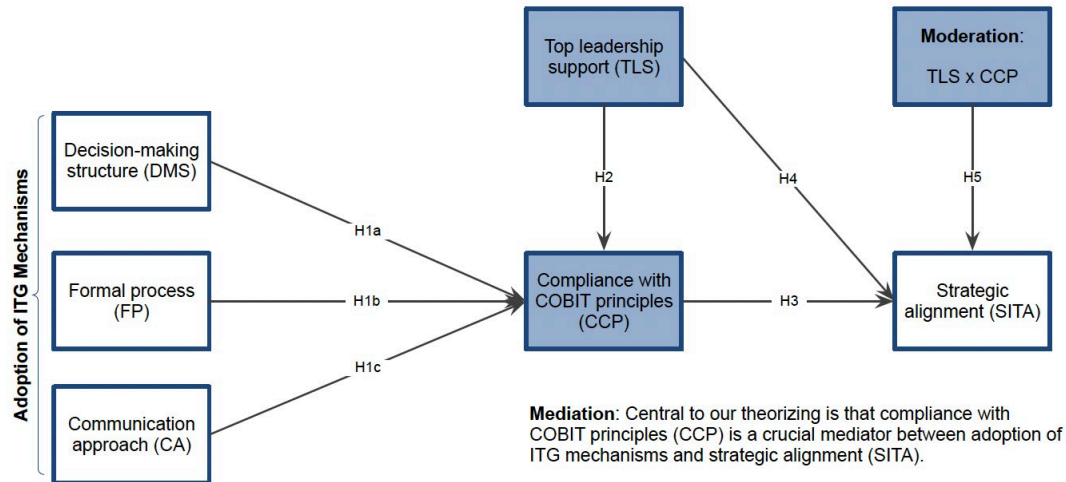 Adoption of ITG Mechanisms
Decision-making
structure (DMS)
Formal process
(FP)
Communication
approach (CA)
H1a
H1b
H1c
Top leadership
support (TLS)
H2
Compliance with
COBIT principles
(CCP)
H4
H3
Moderation:
TLS x CCP
H5
Strategic
alignment (SITA)
Mediation: Central to our theorizing is that compliance with
COBIT principles (CCP) is a crucial mediator between adoption of
ITG mechanisms and strategic alignment (SITA).